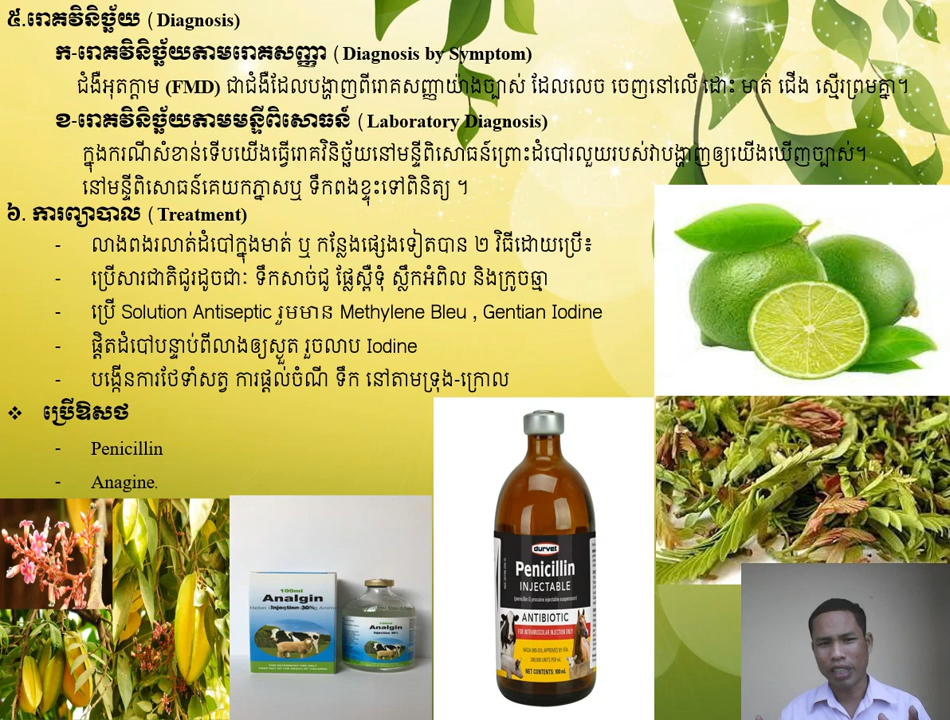 ៥.រោគវិនិច្ឆ័យ (Diagnosis)
ក-រោគវិនិច្ឆ័យតាមរោគសញ្ញា (Diagnosis by Symptom)
ជំងឺអុតក្តាម (FMD) ជាជំងឺដែលបង្ហាញពីរោគសញ្ញាយ៉ាងច្បាស់ ដែលលេច ចេញនៅលើ ដោះ មាត់ ជើង ស្ទើរព្រមគ្នា។
ខ-រោគវិនិច្ឆ័យតាមមន្ទីពិសោធន៍ (Laboratory Diagnosis)
ក្នុងករណីសំខាន់ទើបយើងធ្វើរោគវិនិច្ឆ័យនៅមន្ទីពិសោធន៍ព្រោះដំបៅរលួយរបស់វាបង្ហាញឲ្យយើងឃើញច្បាស់។
នៅមន្ទីពិសោធន៍គេយកភ្នាសឬ ទឹកពងខ្ទុះទៅពិនិត្យ ។
៦. ការព្យាបាល (Treatment)
- លាងពងរលាត់ដំបៅក្នុងមាត់ ឬ កន្លែងផ្សេងទៀតបាន ២ វិធីដោយប្រើ៖
- ប្រើសារជាតិជូរដូចជាៈ ទឹកសាច់ជូ ផ្លែស្ពឺទុំ ស្លឹកអំពិល និងក្រូចឆ្មា
- ប្រើ Solution Antiseptic រួមមាន Methylene Bleu , Gentian Iodine
- ផ្តិតដំបៅបន្ទាប់ពីលាងឲ្យស្ងួត រួចលាប Iodine
- បង្កើនការថែទាំសត្វ ការផ្តល់ចំណី ទឹក នៅតាមទ្រុង-ក្រោល
❖ ប្រើឱសថ
- Penicillin
- Anagine.
100ml
Analgin
Injection 30%
Analgin
Injection 30%
durvet
Penicillin
INJECTABLE
ANTIBIOTIC
FOR INTRAMUSCULAR INJECTION ONLY
NET CONTENTS: 100 mL